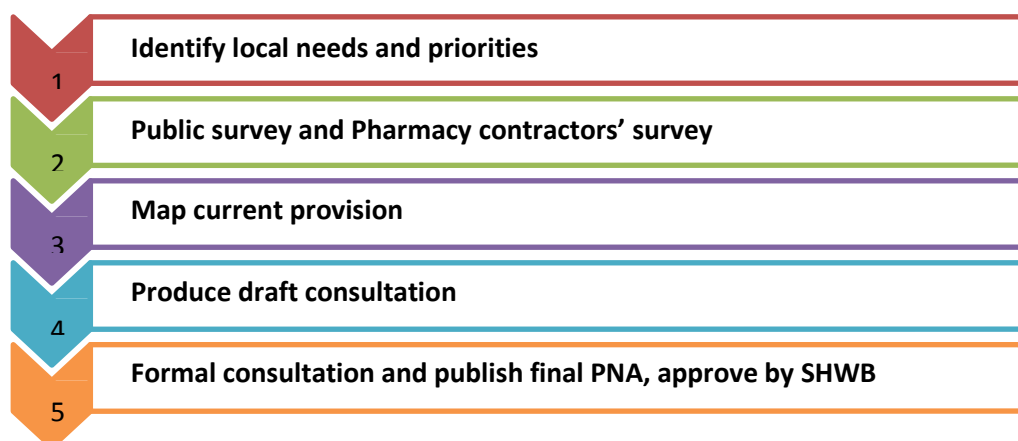 1
Identify local needs and priorities
2
Public survey and Pharmacy contractors’ survey
3
Map current provision
4
Produce draft consultation
5
Formal consultation and publish final PNA, approve by SHWB